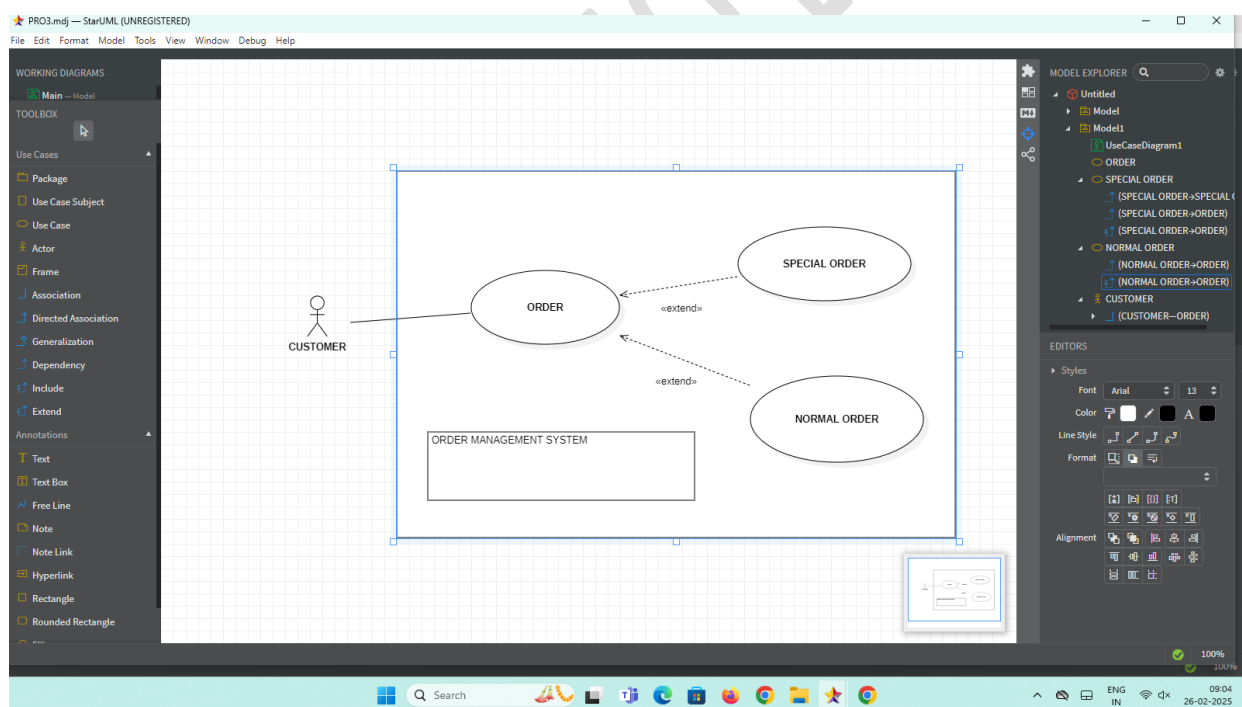 PRO3.mdj — StarUML (UNREGISTERED)
File Edit Format Model Tools View Window Debug Help
WORKING DIAGRAMS
Main — Model
TOOLBOX
Use Cases
Package
Use Case Subject
Use Case
Actor
Frame
Association
Directed Association
Generalization
Dependency
Include
Extend
Annotations
Text
Text Box
Free Line
Note
Note Link
Hyperlink
Rectangle
Rounded Rectangle
CUSTOMER
ORDER
SPECIAL ORDER
«extend»
«extend»
NORMAL ORDER
ORDER MANAGEMENT SYSTEM
MODEL EXPLORER
Untitled
Model
Model1
UseCaseDiagram1
ORDER
SPECIAL ORDER
(SPECIAL ORDER→SPECIAL
(SPECIAL ORDER→ORDER)
(SPECIAL ORDER→ORDER)
NORMAL ORDER
(NORMAL ORDER→ORDER)
(NORMAL ORDER→ORDER)
CUSTOMER
(CUSTOMER—ORDER)
EDITORS
Styles
Font Arial 13
Color A
Line Style
Format
Alignment
100%
100%
Search
ENG
IN
09:04
26-02-2025